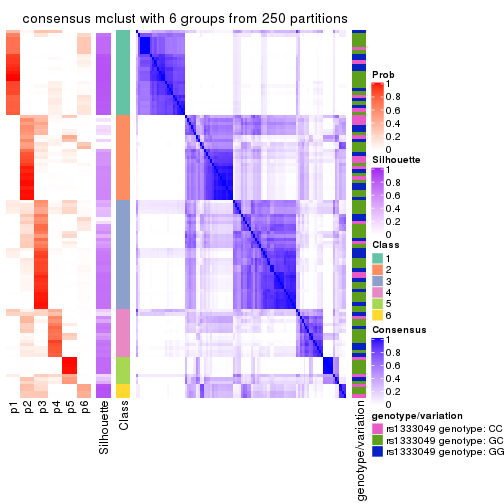 consensus mclust with 6 groups from 250 partitions
p1
p2
p3
p4
p5
p6
Silhouette
Class
genotype/variation
Prob
1
0.8
0.6
0.4
0.2
0
Silhouette
1
0.8
0.6
0.4
0.2
0
Class
1
2
3
4
5
6
Consensus
1
0.8
0.6
0.4
0.2
0
genotype/variation
rs1333049 genotype: CC
rs1333049 genotype: GC
rs1333049 genotype: GG